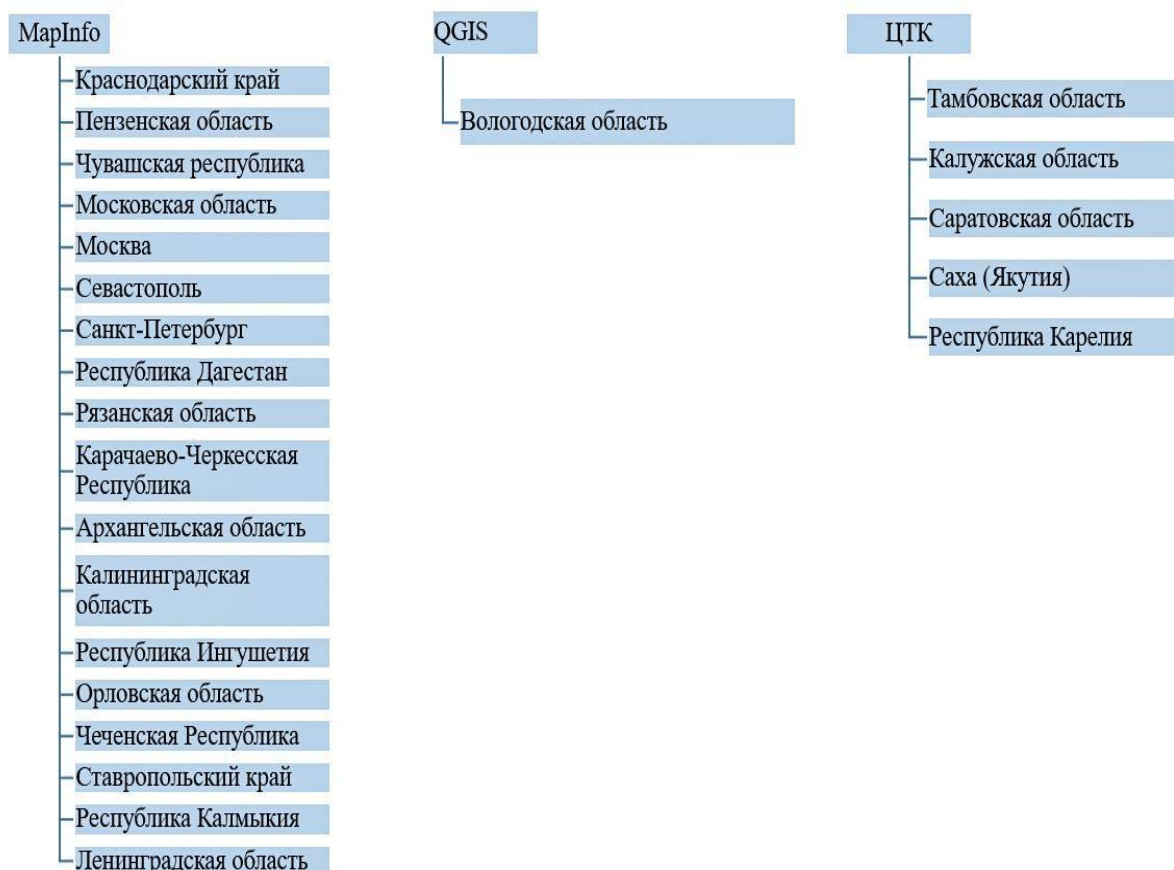 MapInfo
Краснодарский край
Пензенская область
Чувашская республика
Московская область
Москва
Севастополь
Санкт-Петербург
Республика Дагестан
Рязанская область
Карачаево-Черкесская
Республика
Архангельская область
Калининградская
область
Республика Ингушетия
Орловская область
Чеченская Республика
Ставропольский край
Республика Калмыкия
Ленинградская область
QGIS
Вологодская область
ЦТК
Тамбовская область
Калужская область
Саратовская область
Саха (Якутия)
Республика Карелия